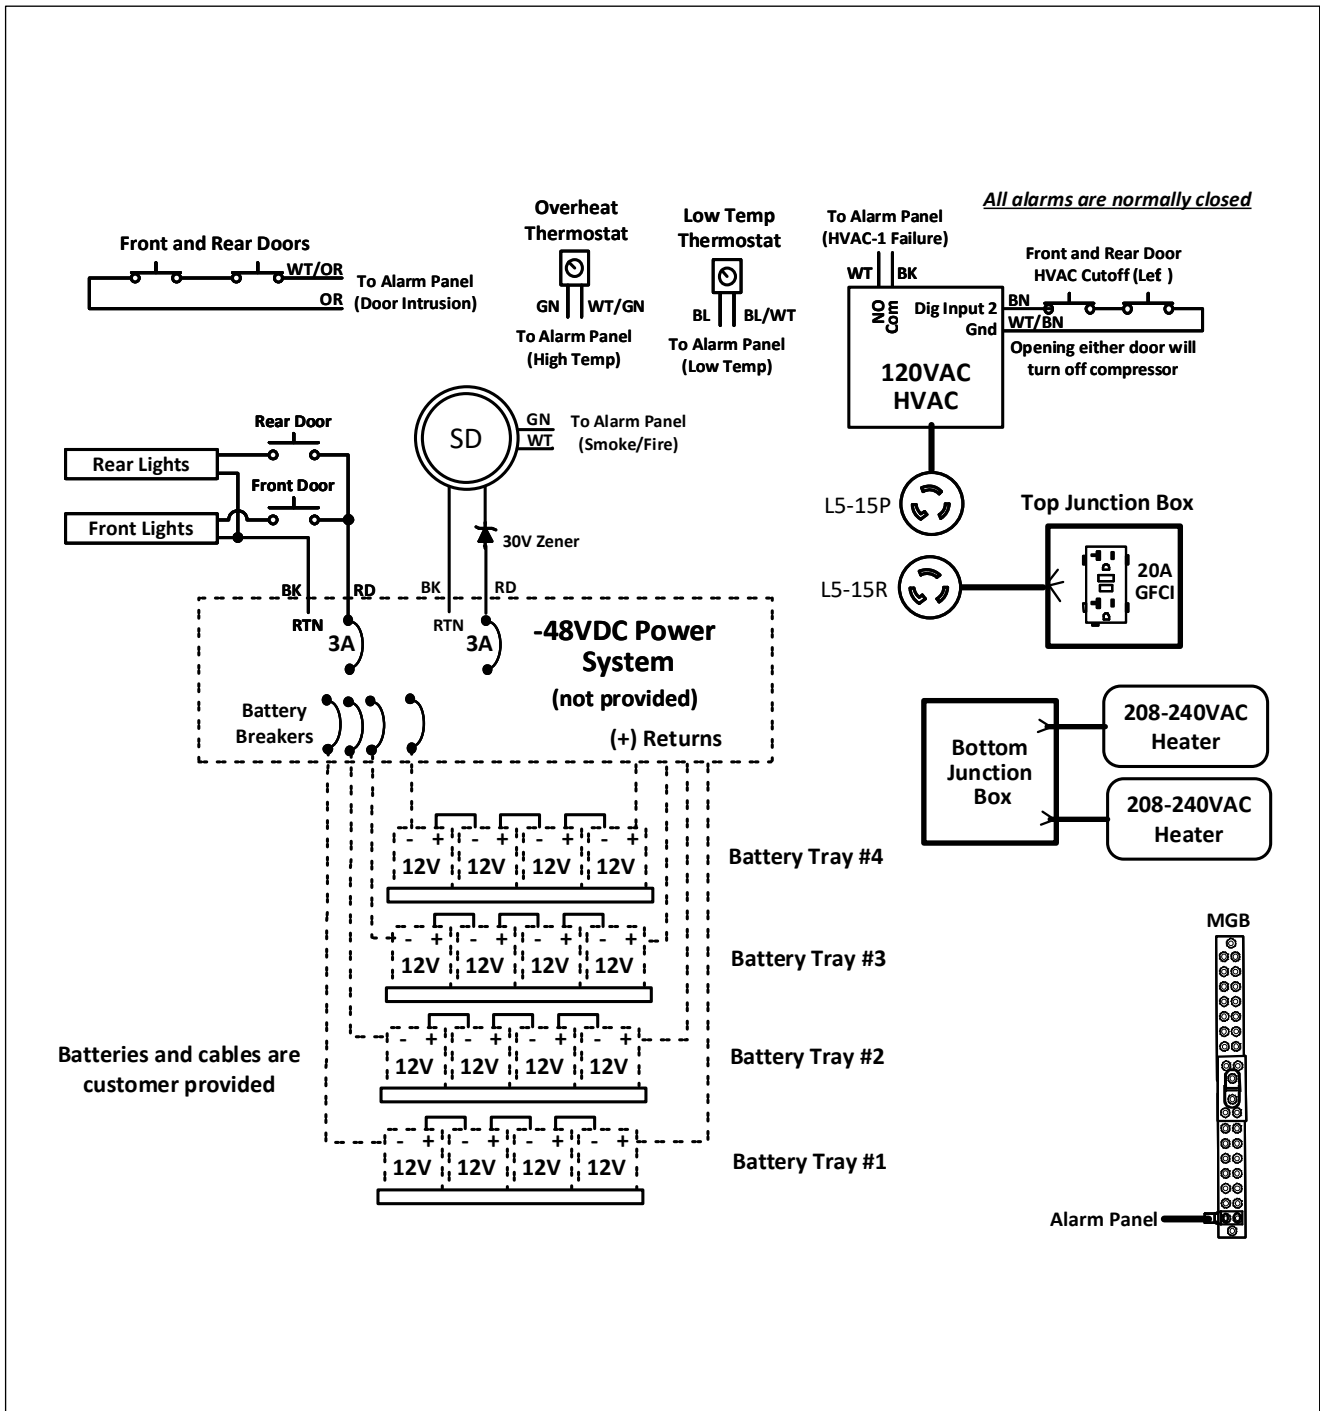 All alarms are normally closed
Front and Rear Doors
WT/OR
OR
To Alarm Panel
(Door Intrusion)
Overheat
Thermostat
GN
WT/GN
To Alarm Panel
(High Temp)
Low Temp
Thermostat
BL
BL/WT
To Alarm Panel
(Low Temp)
To Alarm Panel
(HVAC-1 Failure)
WT
BK
NO
Com
Dig Input 2
Gnd
120VAC
HVAC
BN
WT/BN
Front and Rear Door
HVAC Cutoff (Lef )
Opening either door will
turn off compressor
Rear Door
Rear Lights
Front Door
Front Lights
SD
GN
WT
To Alarm Panel
(Smoke/Fire)
30V Zener
L5-15P
L5-15R
Top Junction Box
20A
GFCI
BK
RD
BK
RD
RTN
3A
RTN
3A
-48VDC Power
System
(not provided)
Battery
Breakers
(+) Returns
Bottom
Junction
Box
208-240VAC
Heater
208-240VAC
Heater
- + - + - + - +
12V 12V 12V 12V
Battery Tray #4
- + - + - + - +
12V 12V 12V 12V
Battery Tray #3
- + - + - + - +
12V 12V 12V 12V
Battery Tray #2
- + - + - + - +
12V 12V 12V 12V
Battery Tray #1
Batteries and cables are
customer provided
MGB
Alarm Panel